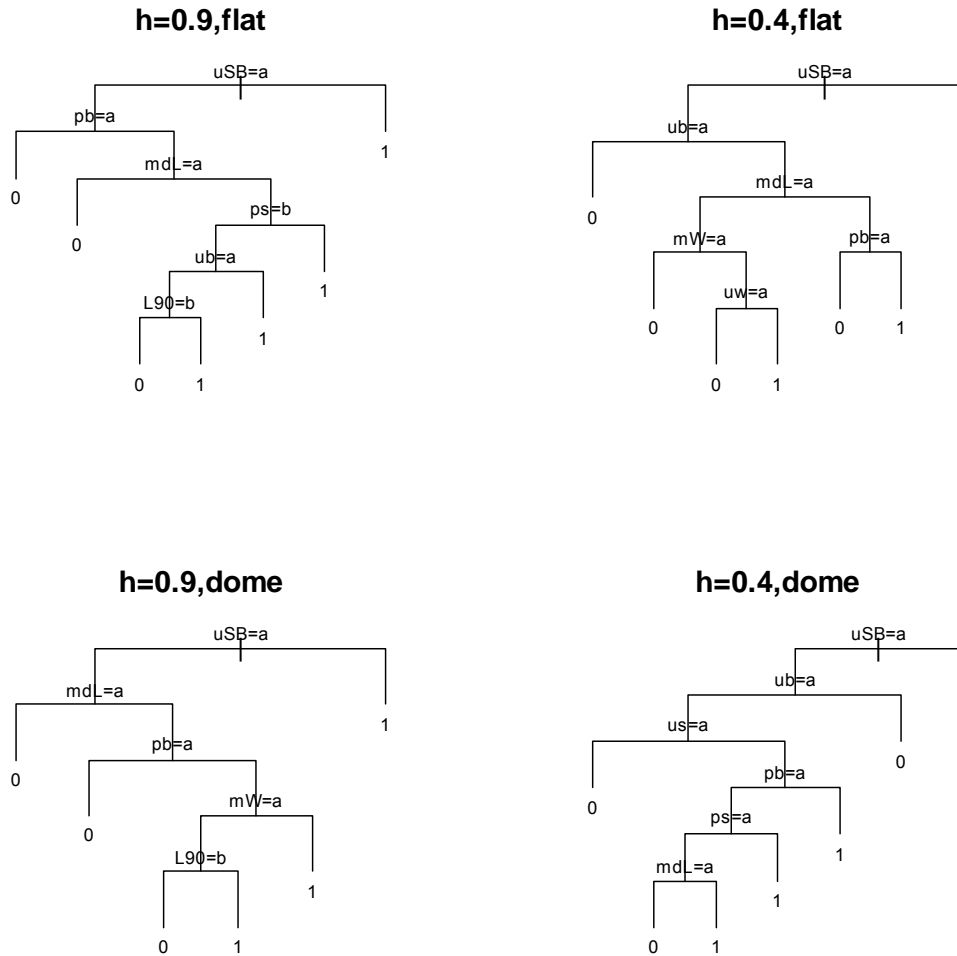 h=0.9,flat
uSB=a
pb=a
1
mdL=a
0
ps=b
0
ub=a
1
L90=b
1
0 1
h=0.4,flat
uSB=a
ub=a
mdL=a
0
mW=a pb=a
uw=a
0 0 1
0 1
h=0.9,dome
uSB=a
mdL=a
1
pb=a
0
mW=a
0
L90=b
1
0 1
h=0.4,dome
uSB=a
ub=a
us=a
0
pb=a
0
ps=a
1
mdL=a
1
0 1